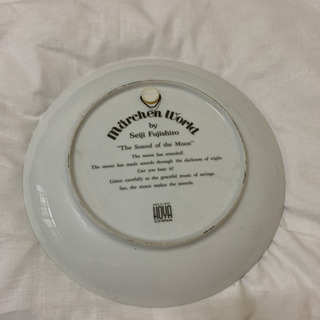 Märchen World
by
Seiji Fujishiro
"The Sound of the Moon"
The moon has sounded!
The moon has made sounds through the darkness of night.
Can you hear it?
Listen carefully to the graceful music of strings.
See, the moon makes the sounds.
HOYA